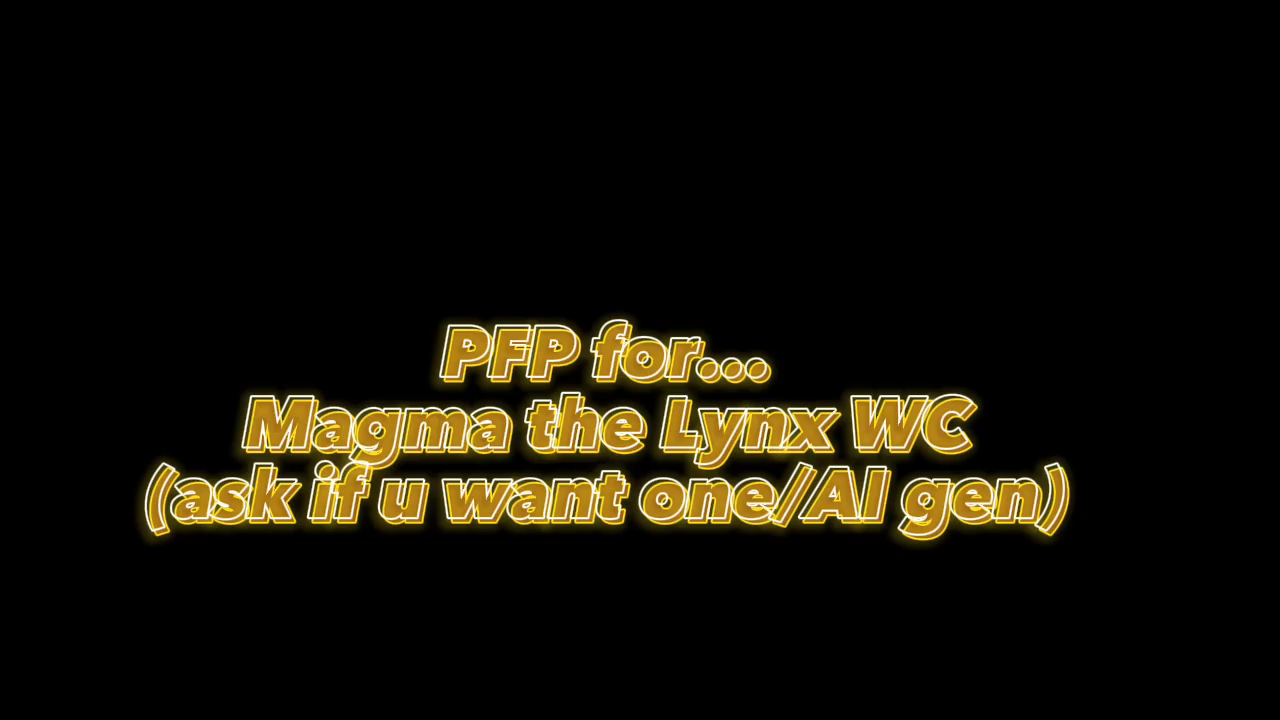 PFP for...
Magma the Lynx WC
(ask if u want one/AI gen)